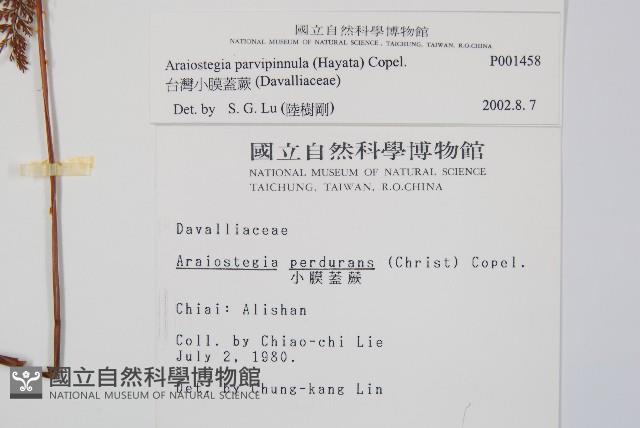 國立自然科學博物館
NATIONAL MUSEUM OF NATURAL SCIENCE, TAICHUNG, TAIWAN, R.O.CHINA
Araiostegia parvipinnula (Hayata) Copel. P001458
台灣小膜蓋蕨 (Davalliaceae)
Det. by S. G. Lu (陸樹剛) 2002.8. 7
國立自然科學博物館
NATIONAL MUSEUM OF NATURAL SCIENCE
TAICHUNG, TAIWAN, R.O.CHINA
Davalliaceae
Araiostegia perdurans (Christ) Copel.
小膜蓋蕨
Chiai: Alishan
Coll. by Chiao-chi Lie
July 2, 1980.
Det. by Chung-kang Lin
國立自然科學博物館
NATIONAL MUSEUM OF NATURAL SCIENCE